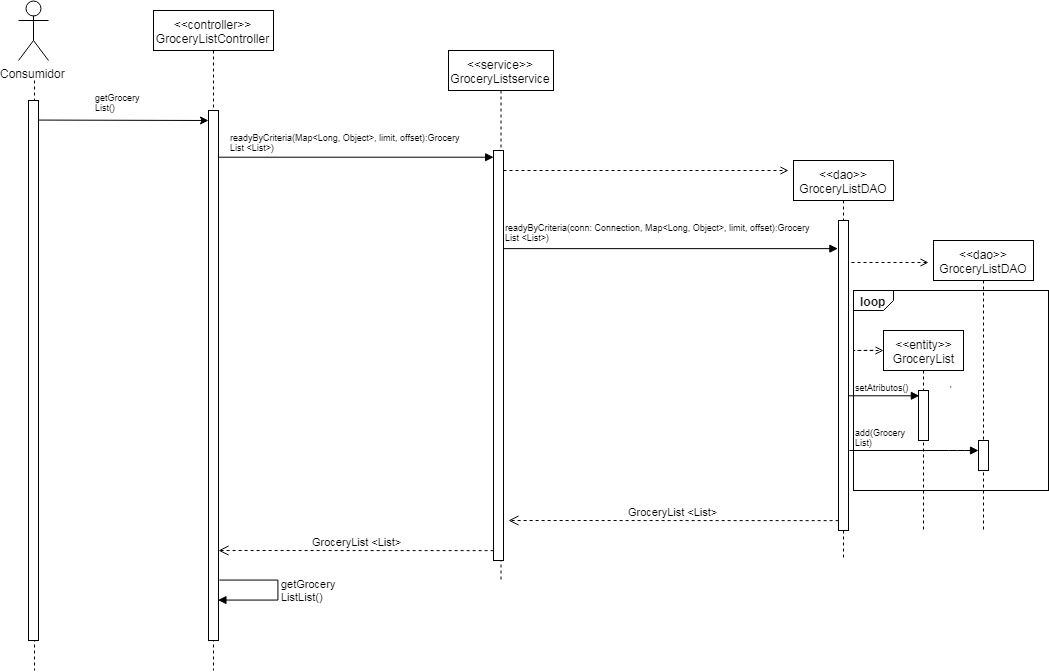 <<controller>>
GroceryListController
Consumidor
<<service>>
GroceryListservice
getGrocery
List()
readyByCriteria(Map<Long, Object>, limit, offset):Grocery
List <List>)
<<dao>>
GroceryListDAO
readyByCriteria(conn: Connection, Map<Long, Object>, limit, offset):Grocery
List <List>)
<<dao>>
GroceryListDAO
loop
<<entity>>
GroceryList
setAtributos()
add(Grocery
List)
GroceryList <List>
GroceryList <List>
getGrocery
ListList()